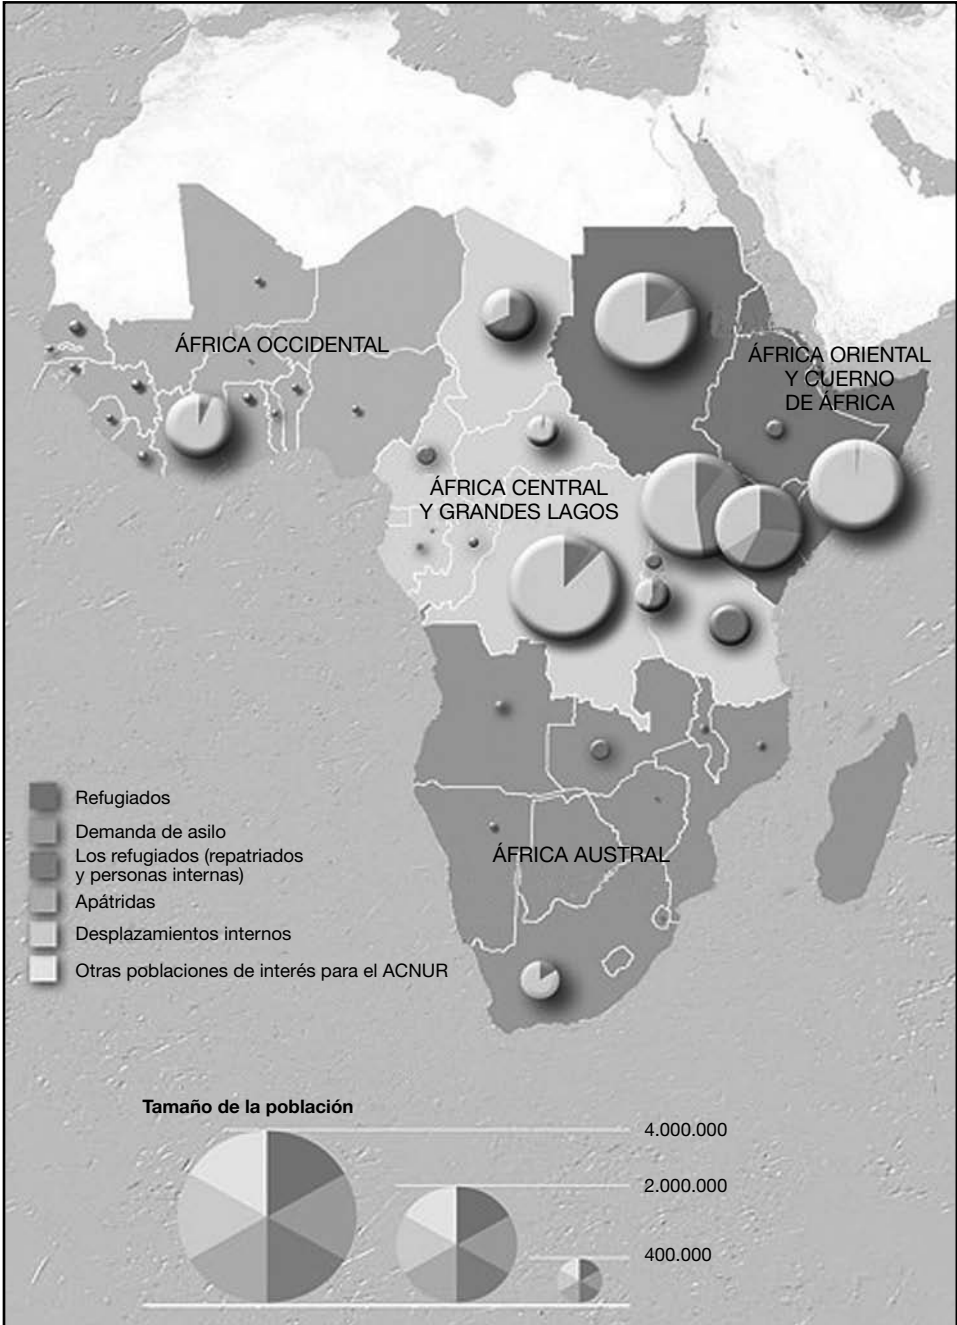 ÁFRICA OCCIDENTAL
ÁFRICA ORIENTAL
Y CUERNO
DE ÁFRICA
ÁFRICA CENTRAL
Y GRANDES LAGOS
ÁFRICA AUSTRAL
Refugiados
Demanda de asilo
Los refugiados (repatriados
y personas internas)
Apátridas
Desplazamientos internos
Otras poblaciones de interés para el ACNUR
Tamaño de la población
4.000.000
2.000.000
400.000